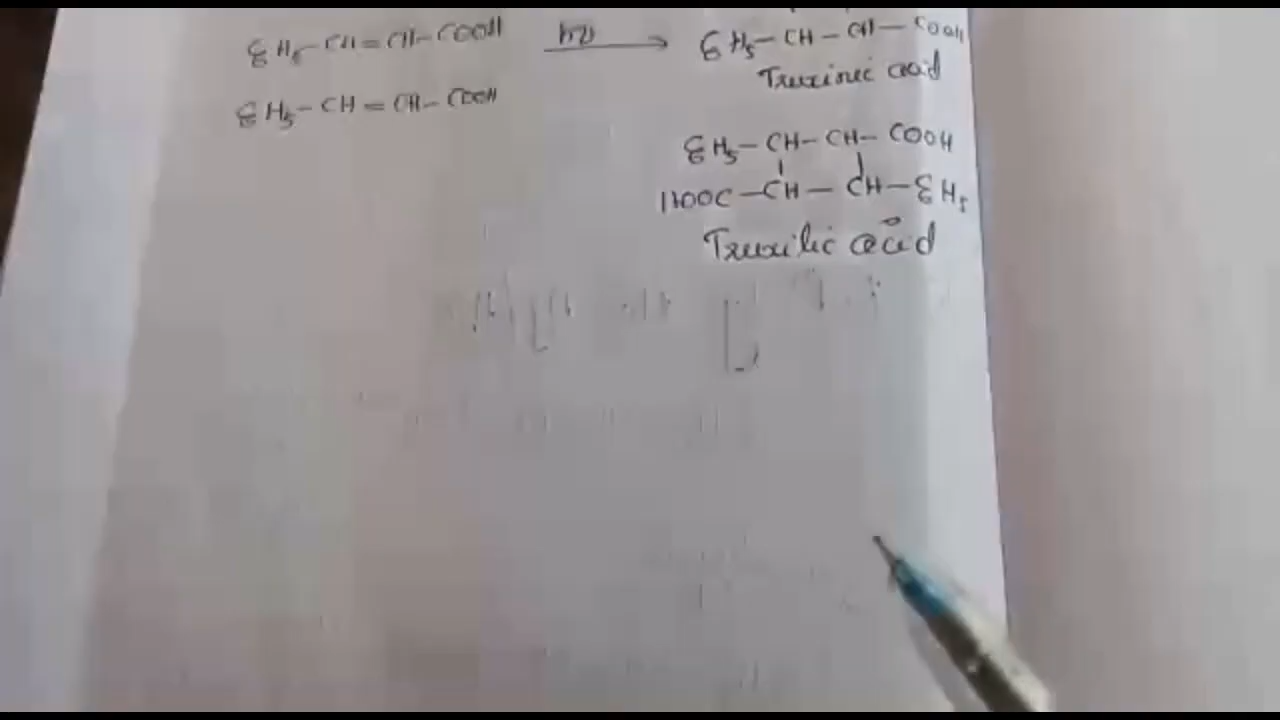 C6H5-CH=CH-COOH hν→ C6H5-CH-CH-COOH
Truxinic acid
C6H5-CH=CH-COOH
C6H5-CH-CH-COOH
HOOC-CH-CH-C6H5
Truxilic acid